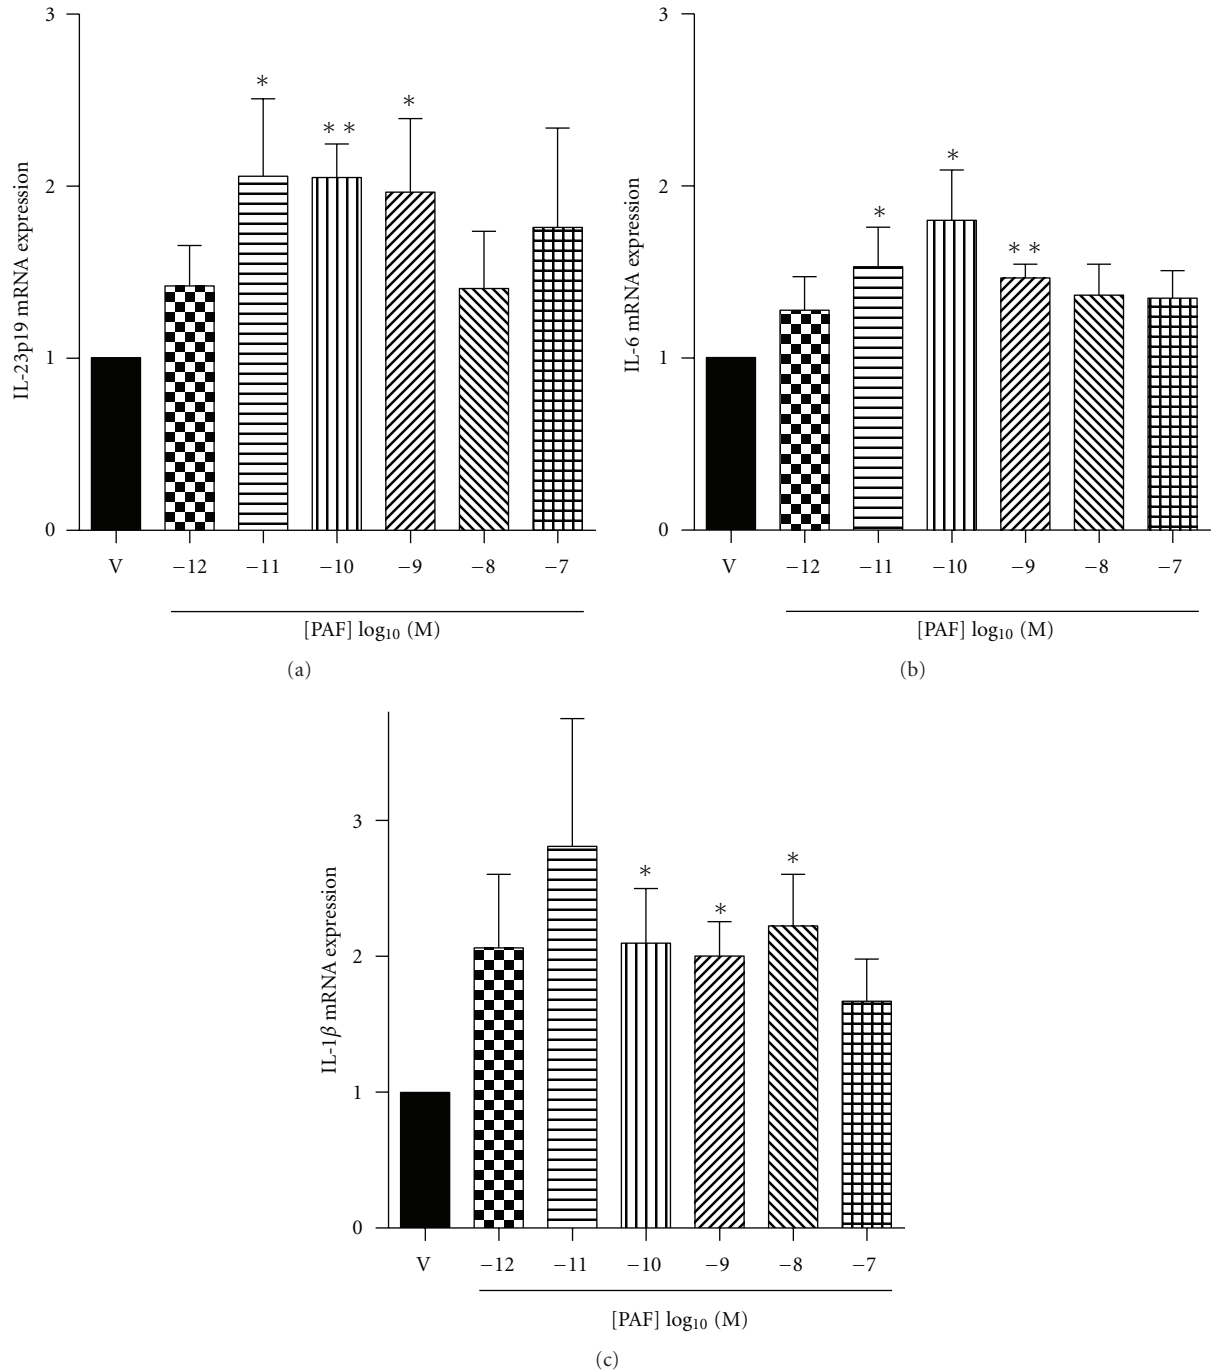 3
2
1
0
IL-23p19 mRNA expression
*
* *
*
V −12 −11 −10 −9 −8 −7
[PAF] log₁₀ (M)
(a)
3
2
1
0
IL-6 mRNA expression
*
*
* *
V −12 −11 −10 −9 −8 −7
[PAF] log₁₀ (M)
(b)
3
2
1
0
IL-1β mRNA expression
*
*
*
V −12 −11 −10 −9 −8 −7
[PAF] log₁₀ (M)
(c)